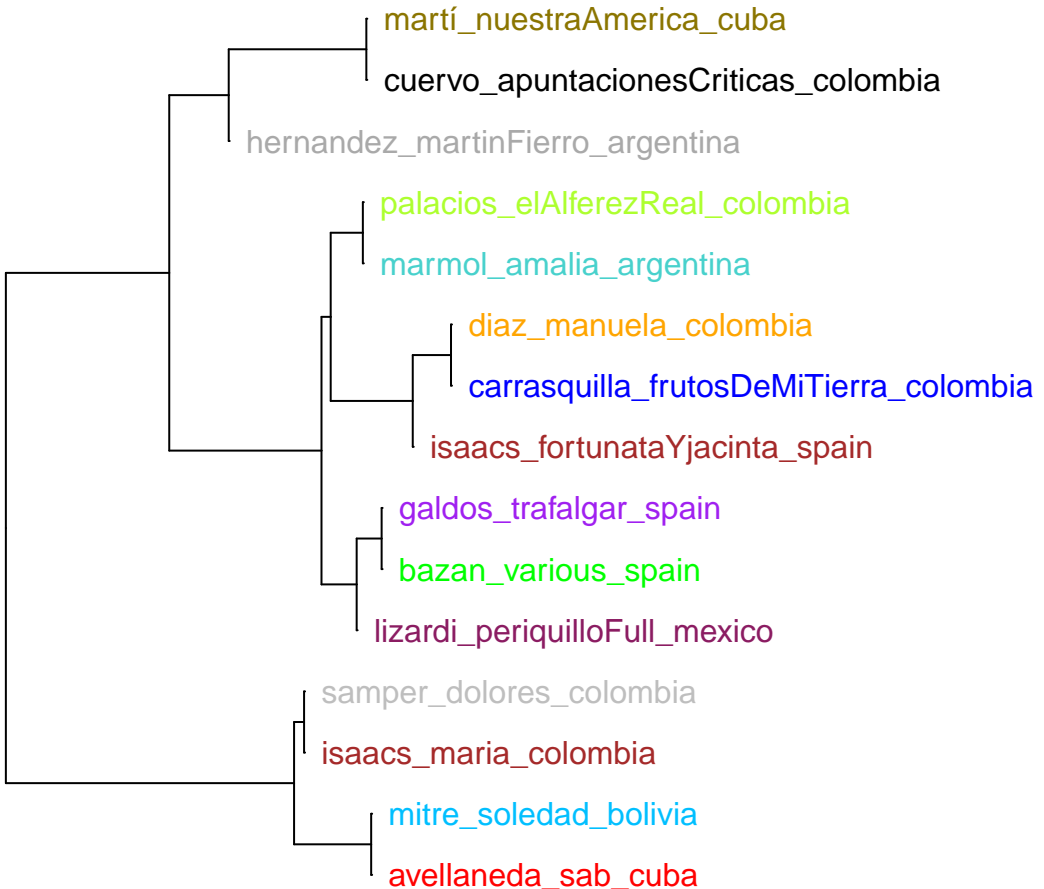 martí_nuestraAmerica_cuba
cuervo_apuntacionesCriticas_colombia
hernandez_martinFierro_argentina
palacios_elAlferezReal_colombia
marmol_amalia_argentina
diaz_manuela_colombia
carrasquilla_frutosDeMiTierra_colombia
isaacs_fortunataYjacinta_spain
galdos_trafalgar_spain
bazan_various_spain
lizardi_periquilloFull_mexico
samper_dolores_colombia
isaacs_maria_colombia
mitre_soledad_bolivia
avellaneda_sab_cuba